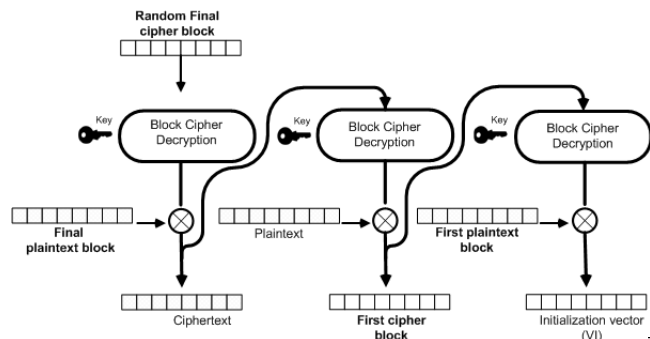 Random Final
cipher block
Key
Block Cipher
Decryption
Key
Block Cipher
Decryption
Key
Block Cipher
Decryption
Final
plaintext block
Plaintext
First plaintext
block
Ciphertext
First cipher
block
Initialization vector
(VI)